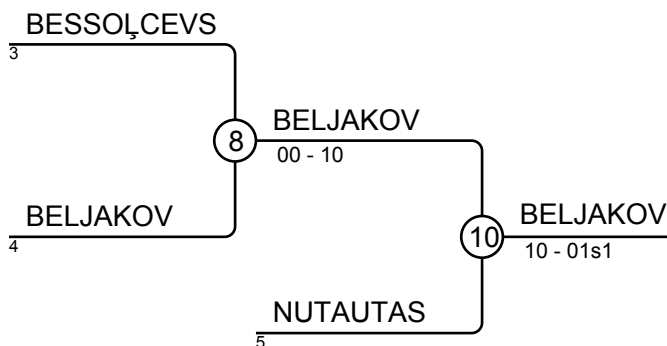 BESSOĻCEVS
3
8
BELJAKOV
00 - 10
BELJAKOV
4
10
BELJAKOV
10 - 01s1
NUTAUTAS
5